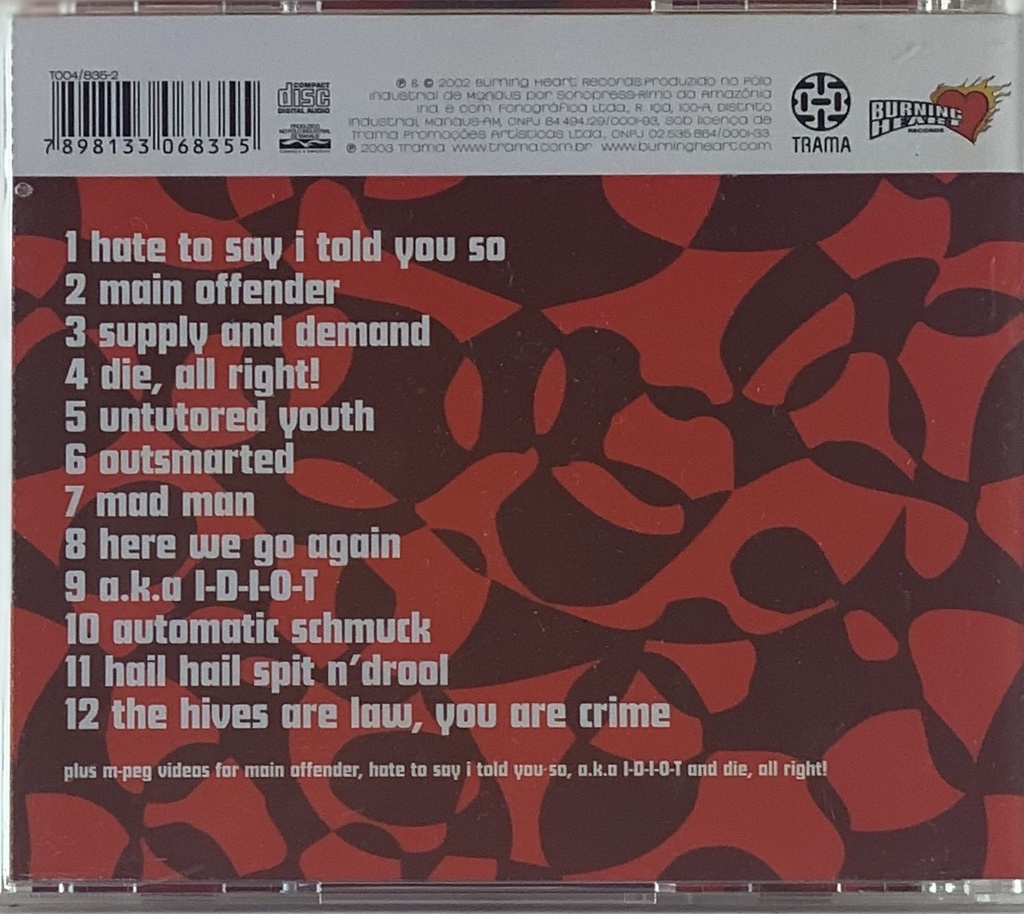 T004/835-2
7 898133 068355
COMPACT
disc
DIGITAL AUDIO
PRODUZIDO
NO PÓLO INDUSTRIAL
DE MANAUS
℗ & © 2002 Burning Heart Records. Produzido no Pólo
Industrial de Manaus por Sonopress-Rimo da Amazônia
Ind. e com. Fonográfica Ltda, R. Içá, 100-A, Distrito
Industrial, Manaus-AM, CNPJ 84.494.129/0001-93, sob licença de
Trama Promoções Artísticas Ltda, CNPJ 02.535.864/0001-33.
℗ 2003 Trama www.trama.com.br www.burningheart.com
TRAMA
BURNING
HEART
RECORDS
1 hate to say i told you so
2 main offender
3 supply and demand
4 die, all right!
5 untutored youth
6 outsmarted
7 mad man
8 here we go again
9 a.k.a I-D-I-O-T
10 automatic schmuck
11 hail hail spit n'drool
12 the hives are law, you are crime
plus m-peg videos for main offender, hate to say i told you-so, a.k.a I-D-I-O-T and die, all right!